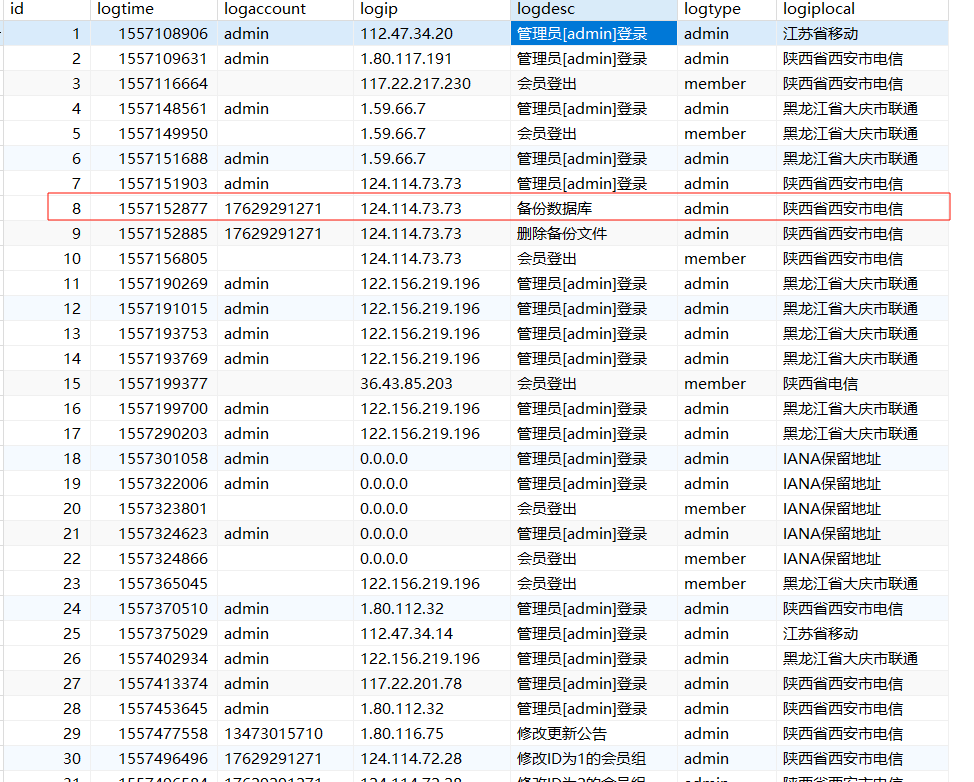 id logtime logaccount logip logdesc logtype logiplocal
1 1557108906 admin 112.47.34.20 管理员[admin]登录 admin 江苏省移动
2 1557109631 admin 1.80.117.191 管理员[admin]登录 admin 陕西省西安市电信
3 1557116664 117.22.217.230 会员登出 member 陕西省西安市电信
4 1557148561 admin 1.59.66.7 管理员[admin]登录 admin 黑龙江省大庆市联通
5 1557149950 1.59.66.7 会员登出 member 黑龙江省大庆市联通
6 1557151688 admin 1.59.66.7 管理员[admin]登录 admin 黑龙江省大庆市联通
7 1557151903 admin 124.114.73.73 管理员[admin]登录 admin 陕西省西安市电信
8 1557152877 17629291271 124.114.73.73 备份数据库 admin 陕西省西安市电信
9 1557152885 17629291271 124.114.73.73 删除备份文件 admin 陕西省西安市电信
10 1557156805 124.114.73.73 会员登出 member 陕西省西安市电信
11 1557190269 admin 122.156.219.196 管理员[admin]登录 admin 黑龙江省大庆市联通
12 1557191015 admin 122.156.219.196 管理员[admin]登录 admin 黑龙江省大庆市联通
13 1557193753 admin 122.156.219.196 管理员[admin]登录 admin 黑龙江省大庆市联通
14 1557193769 admin 122.156.219.196 管理员[admin]登录 admin 黑龙江省大庆市联通
15 1557199377 36.43.85.203 会员登出 member 陕西省电信
16 1557199700 admin 122.156.219.196 管理员[admin]登录 admin 黑龙江省大庆市联通
17 1557290203 admin 122.156.219.196 管理员[admin]登录 admin 黑龙江省大庆市联通
18 1557301058 admin 0.0.0.0 管理员[admin]登录 admin IANA保留地址
19 1557322006 admin 0.0.0.0 管理员[admin]登录 admin IANA保留地址
20 1557323801 0.0.0.0 会员登出 member IANA保留地址
21 1557324623 admin 0.0.0.0 管理员[admin]登录 admin IANA保留地址
22 1557324866 0.0.0.0 会员登出 member IANA保留地址
23 1557365045 122.156.219.196 会员登出 member 黑龙江省大庆市联通
24 1557370510 admin 1.80.112.32 管理员[admin]登录 admin 陕西省西安市电信
25 1557375029 admin 112.47.34.14 管理员[admin]登录 admin 江苏省移动
26 1557402934 admin 122.156.219.196 管理员[admin]登录 admin 黑龙江省大庆市联通
27 1557413374 admin 117.22.201.78 管理员[admin]登录 admin 陕西省西安市电信
28 1557453645 admin 1.80.112.32 管理员[admin]登录 admin 陕西省西安市电信
29 1557477558 13473015710 1.80.116.75 修改更新公告 admin 陕西省西安市电信
30 1557496496 17629291271 124.114.72.28 修改ID为1的会员组 admin 陕西省西安市电信